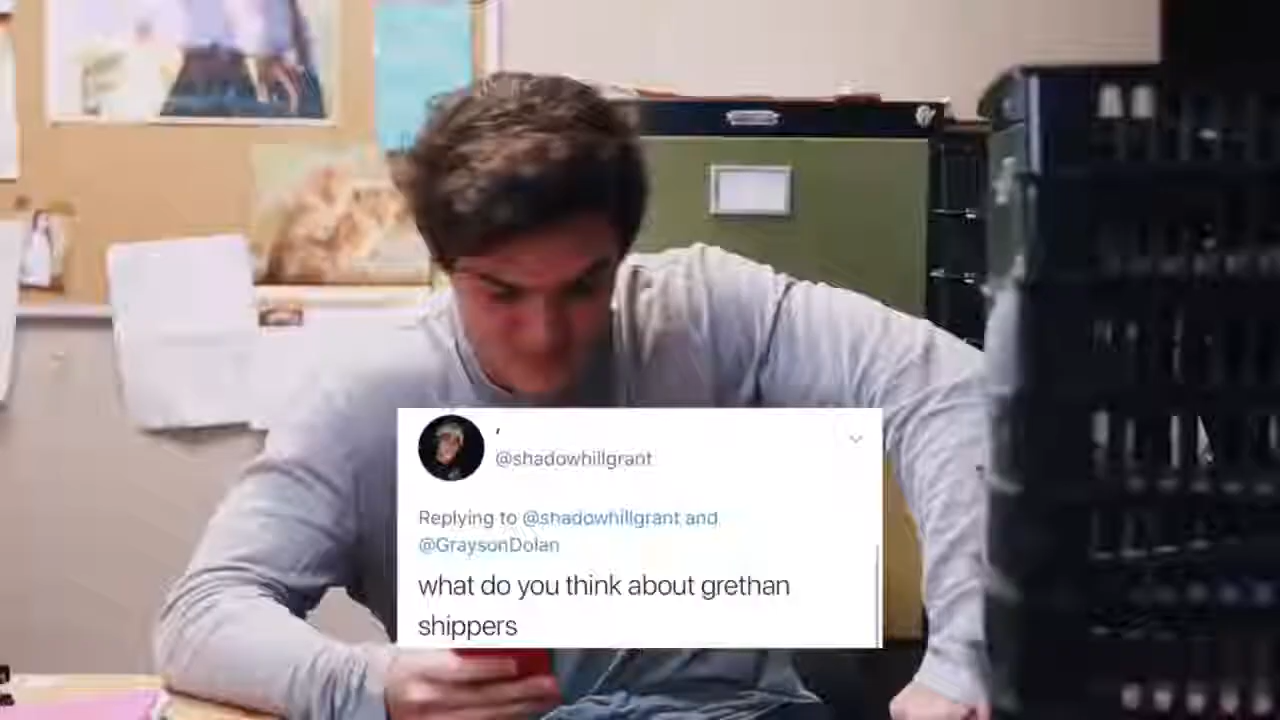 ,
@shadowhillgrant
Replying to @shadowhillgrant and
@GraysonDolan
what do you think about grethan
shippers